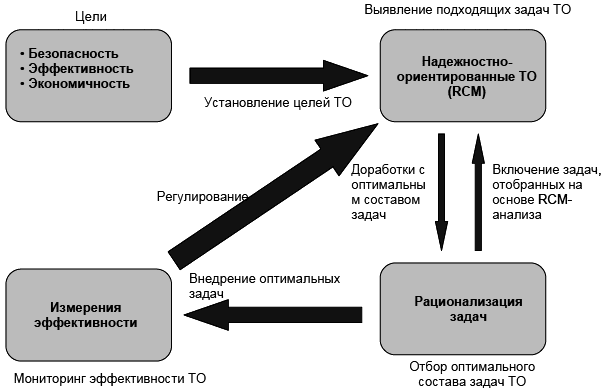 Цели
Выявление подходящих задач ТО
• Безопасность
• Эффективность
• Экономичность
Надежностно-
ориентированные ТО
(RCM)
Установление целей ТО
Регулирование
Доработки с
оптимальны
м составом
задач
Включение задач,
отобранных на
основе RCM-
анализа
Внедрение оптимальных
задач
Измерения
эффективности
Рационализация
задач
Мониторинг эффективности ТО
Отбор оптимального
состава задач ТО